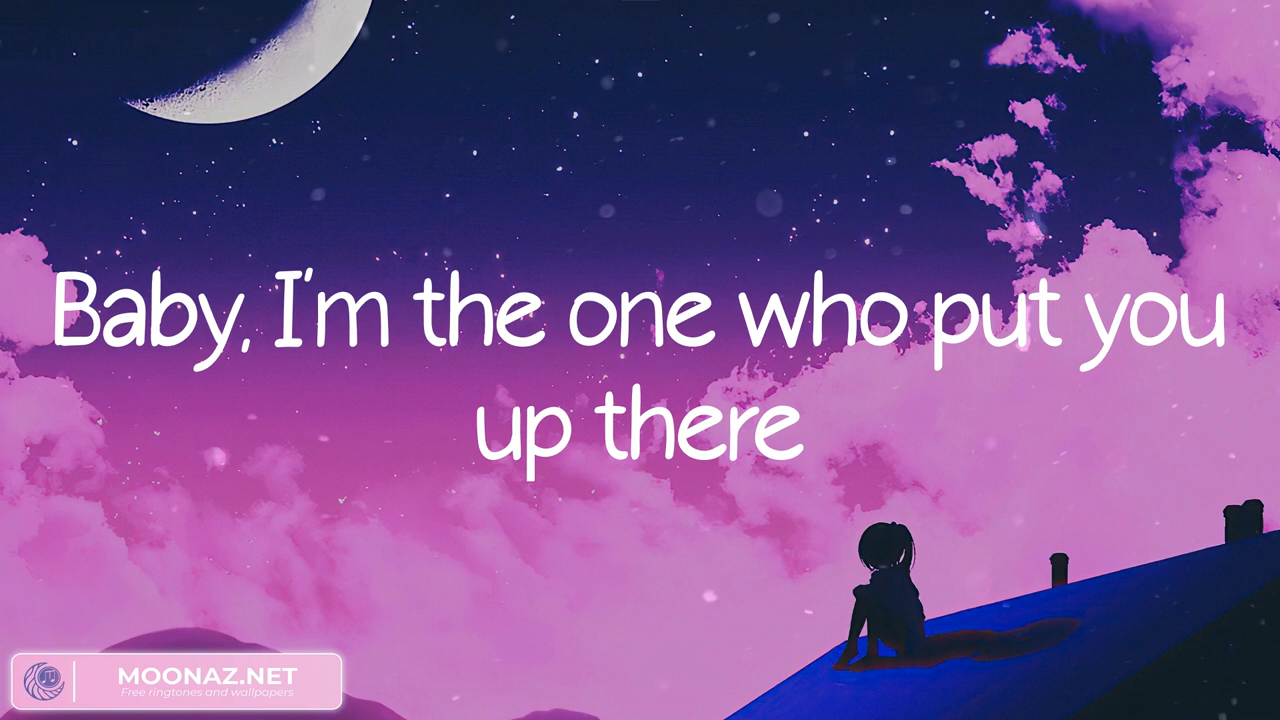 Baby, I'm the one who put you
up there
MOONAZ.NET
Free ringtones and wallpapers